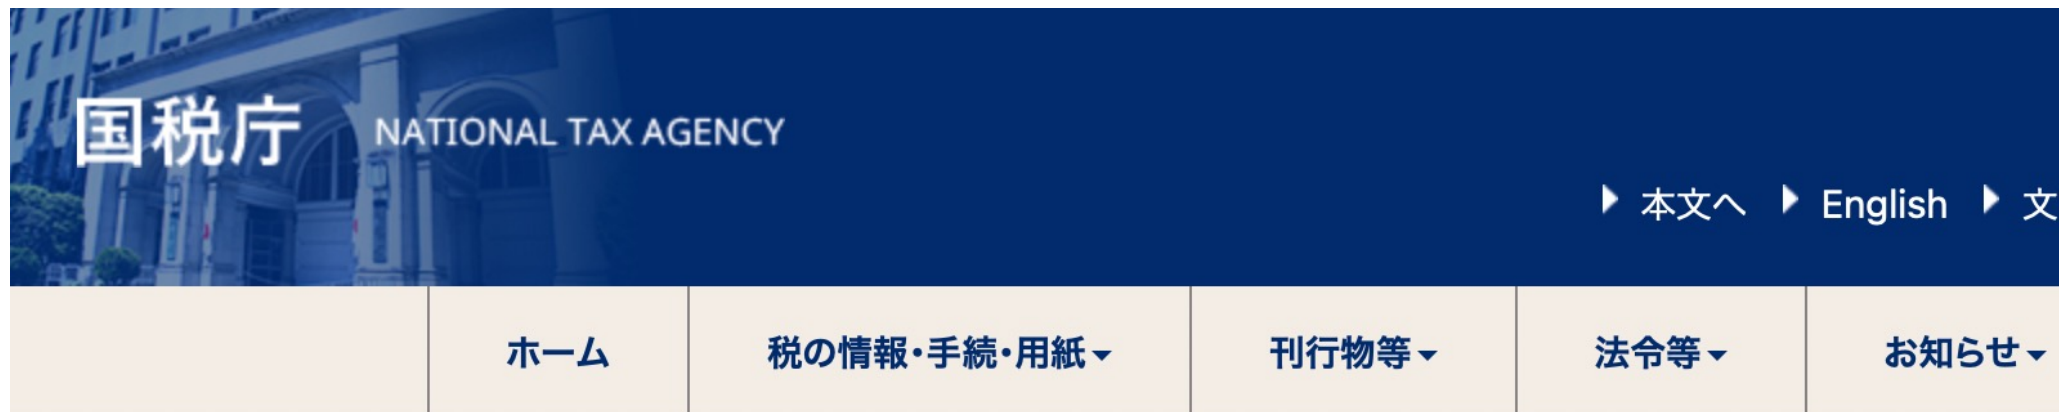 国税庁 NATIONAL TAX AGENCY
本文へ English 文
ホーム 税の情報・手続・用紙 刊行物等 法令等 お知らせ